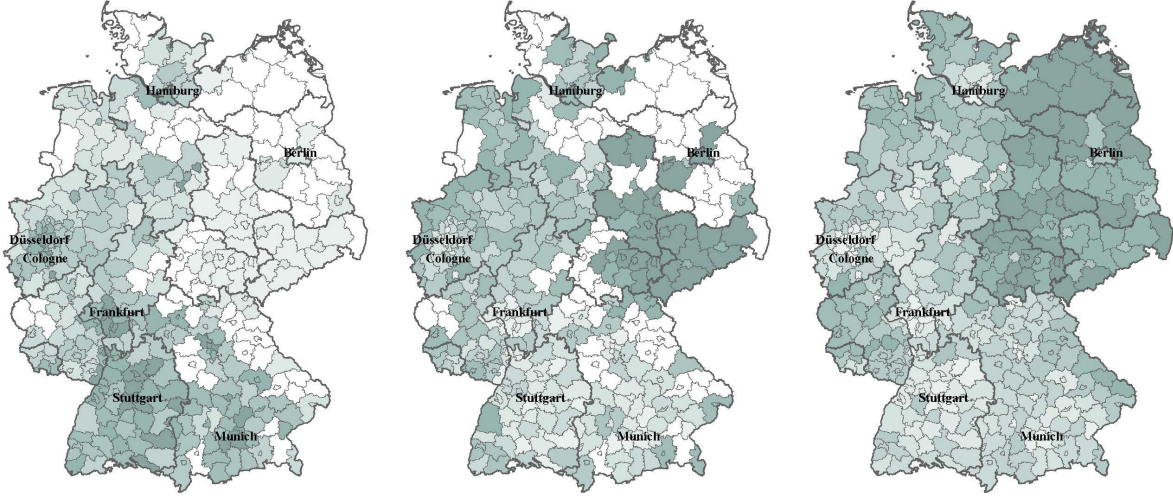 Hamburg
Berlin
Düsseldorf
Cologne
Frankfurt
Stuttgart
Munich
Hamburg
Berlin
Düsseldorf
Cologne
Frankfurt
Stuttgart
Munich
Hamburg
Berlin
Düsseldorf
Cologne
Frankfurt
Stuttgart
Munich